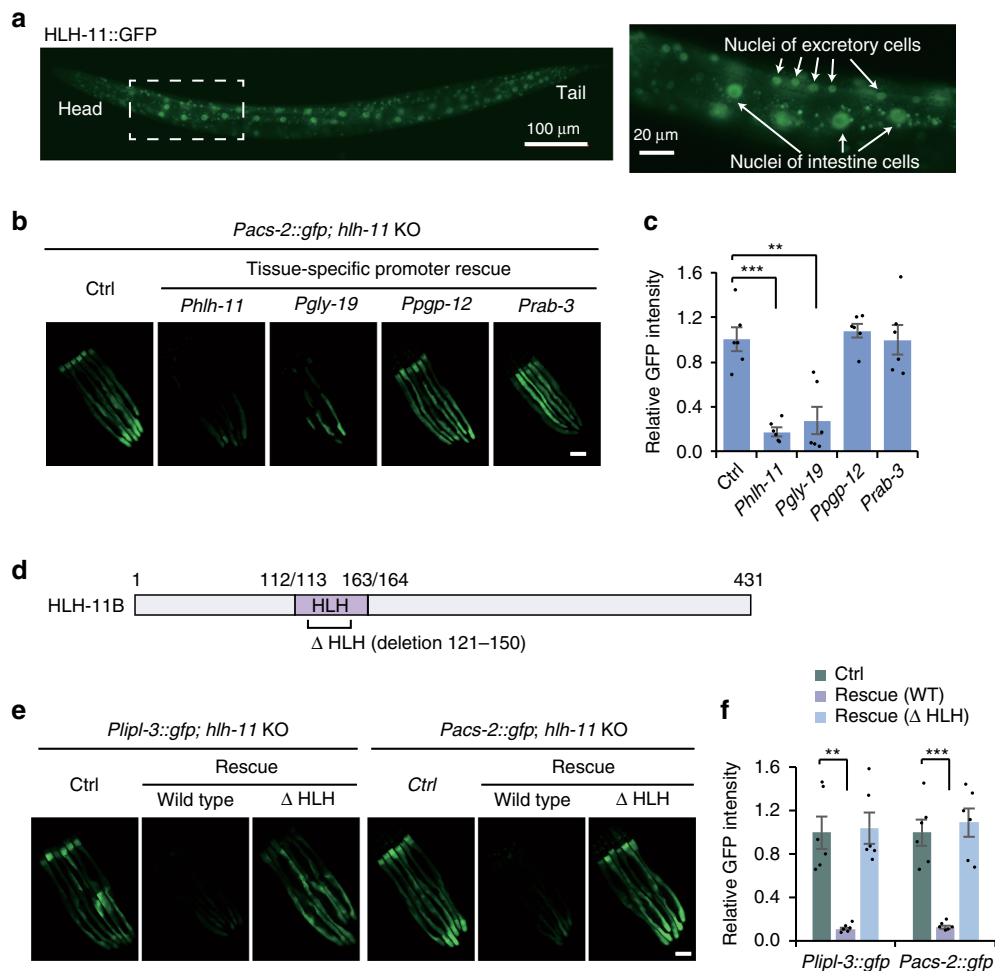 a
HLH-11::GFP
Head
Tail
100 μm
Nuclei of excretory cells
20 μm
Nuclei of intestine cells
b
Pacs-2::gfp; hlh-11 KO
Ctrl
Tissue-specific promoter rescue
Phlh-11 Pgly-19 Ppgp-12 Prab-3
c
Relative GFP intensity
1.6
1.2
0.8
0.4
0.0
**
***
Ctrl Phlh-11 Pgly-19 Ppgp-12 Prab-3
d
1 112/113 163/164 431
HLH-11B HLH
Δ HLH (deletion 121–150)
e
Plipl-3::gfp; hlh-11 KO
Ctrl
Rescue
Wild type Δ HLH
Pacs-2::gfp; hlh-11 KO
Ctrl
Rescue
Wild type Δ HLH
f
Ctrl
Rescue (WT)
Rescue (Δ HLH)
Relative GFP intensity
1.6
1.2
0.8
0.4
0.0
** ***
Plipl-3::gfp Pacs-2::gfp